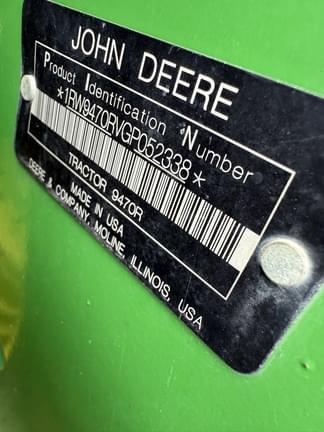 JOHN DEERE
Product Identification Number
*1RW9470RVGP052338*
TRACTOR 9470R
MADE IN USA
DEERE & COMPANY, MOLINE, ILLINOIS, USA